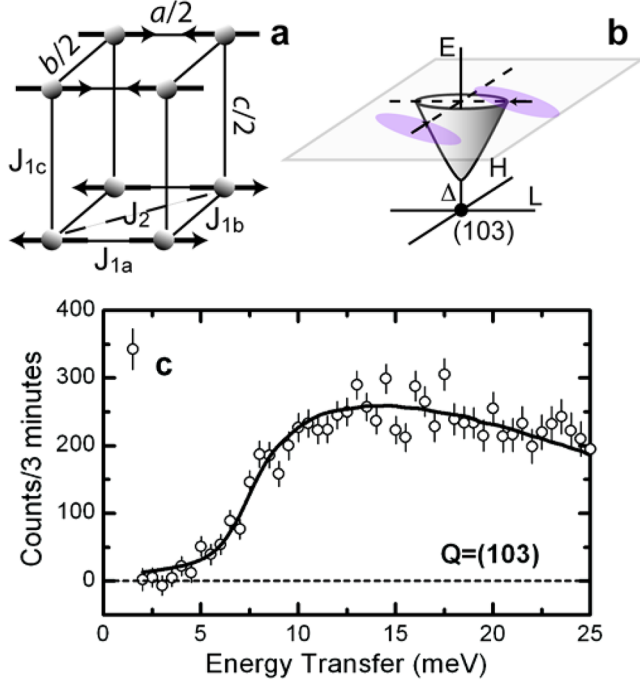 a
a/2
b/2
c/2
J1c
J2
J1b
J1a
b
E
H
Δ
L
(103)
c
400
300
200
100
0
Counts/3 minutes
Q=(103)
0 5 10 15 20 25
Energy Transfer (meV)